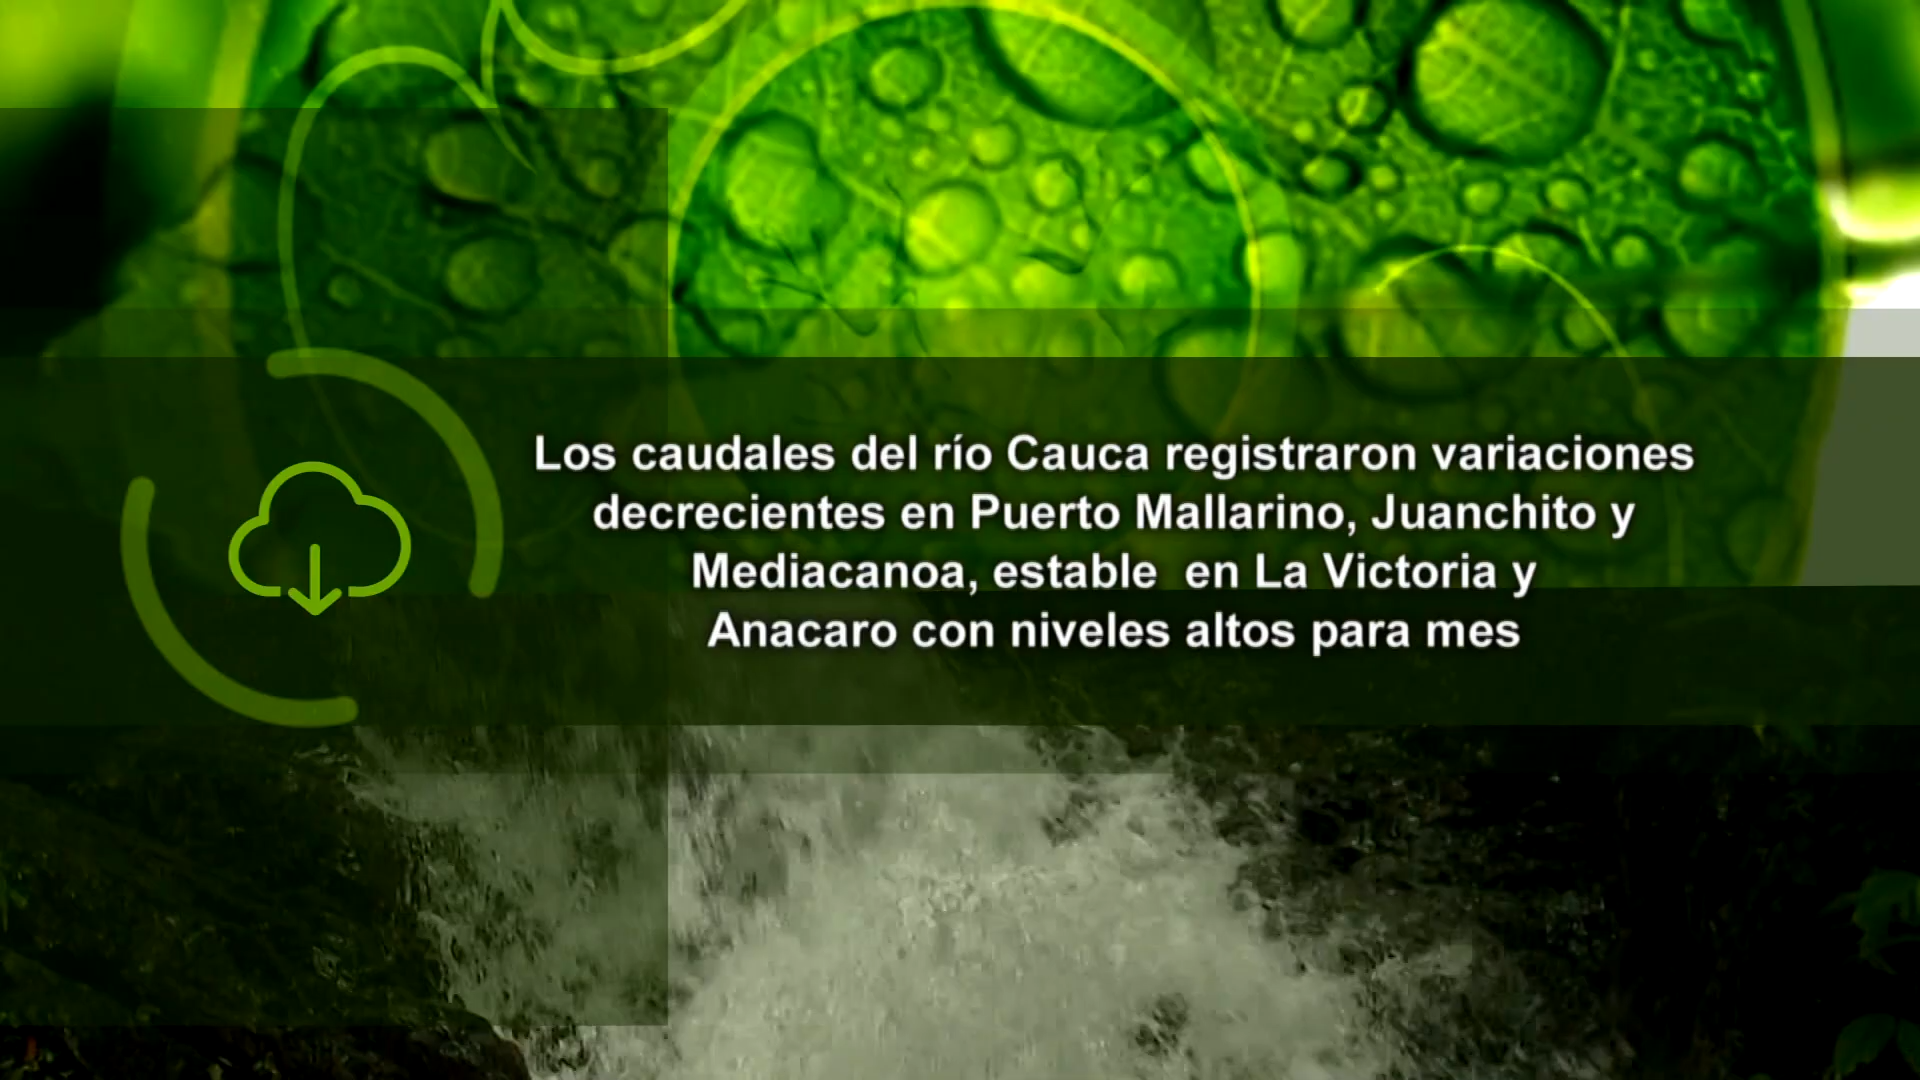 Los caudales del río Cauca registraron variaciones
decrecientes en Puerto Mallarino, Juanchito y
Mediacanoa, estable  en La Victoria y
Anacaro con niveles altos para mes